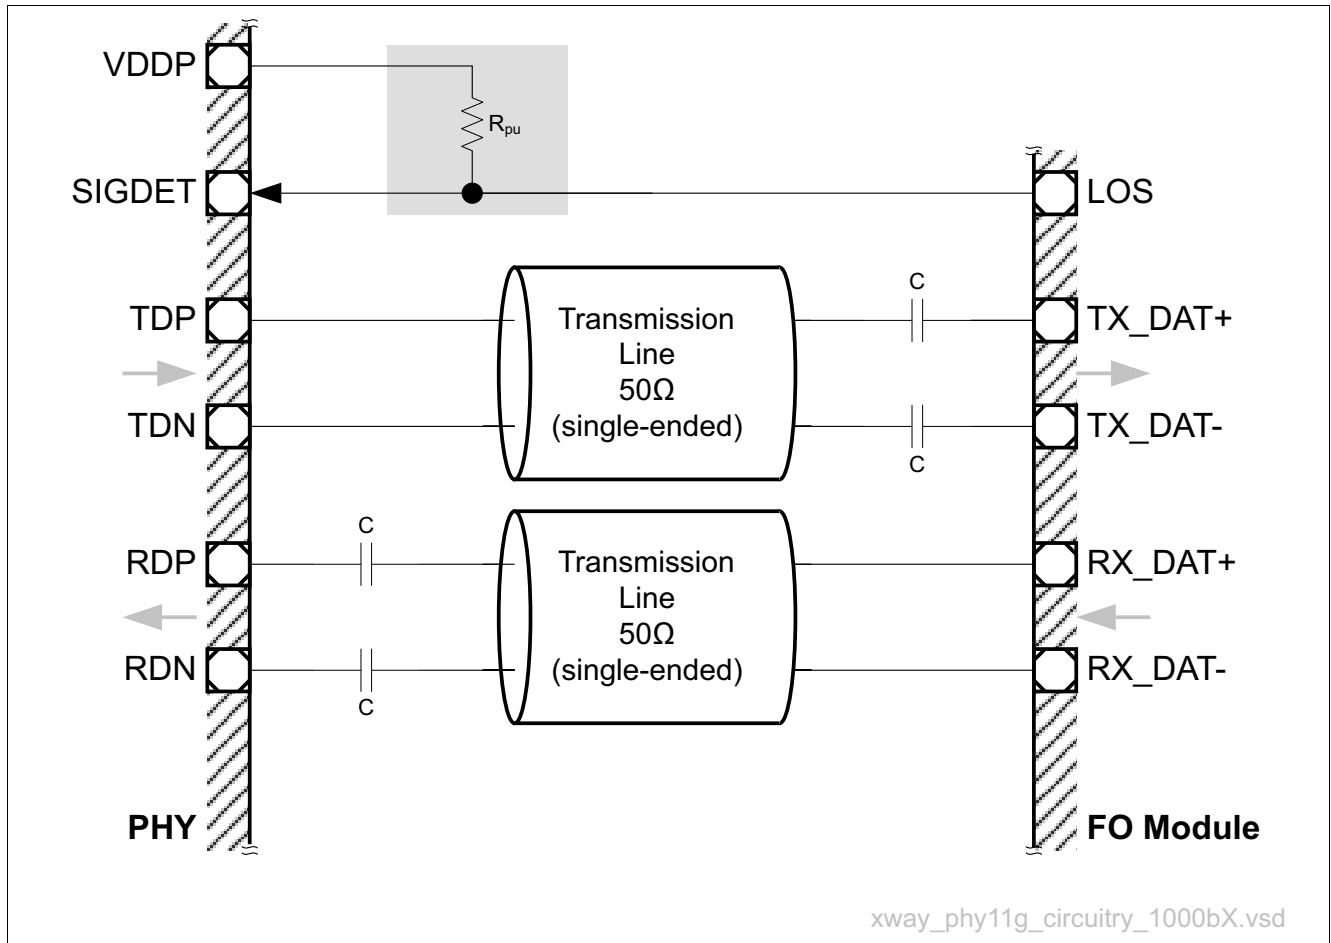 VDDP
Rpu
SIGDET
LOS
C
TDP
Transmission
Line
50Ω
(single-ended)
TX_DAT+
TDN
TX_DAT-
C
C
RDP
Transmission
Line
50Ω
(single-ended)
RX_DAT+
RDN
RX_DAT-
C
PHY
FO Module
xway_phy11g_circuitry_1000bX.vsd